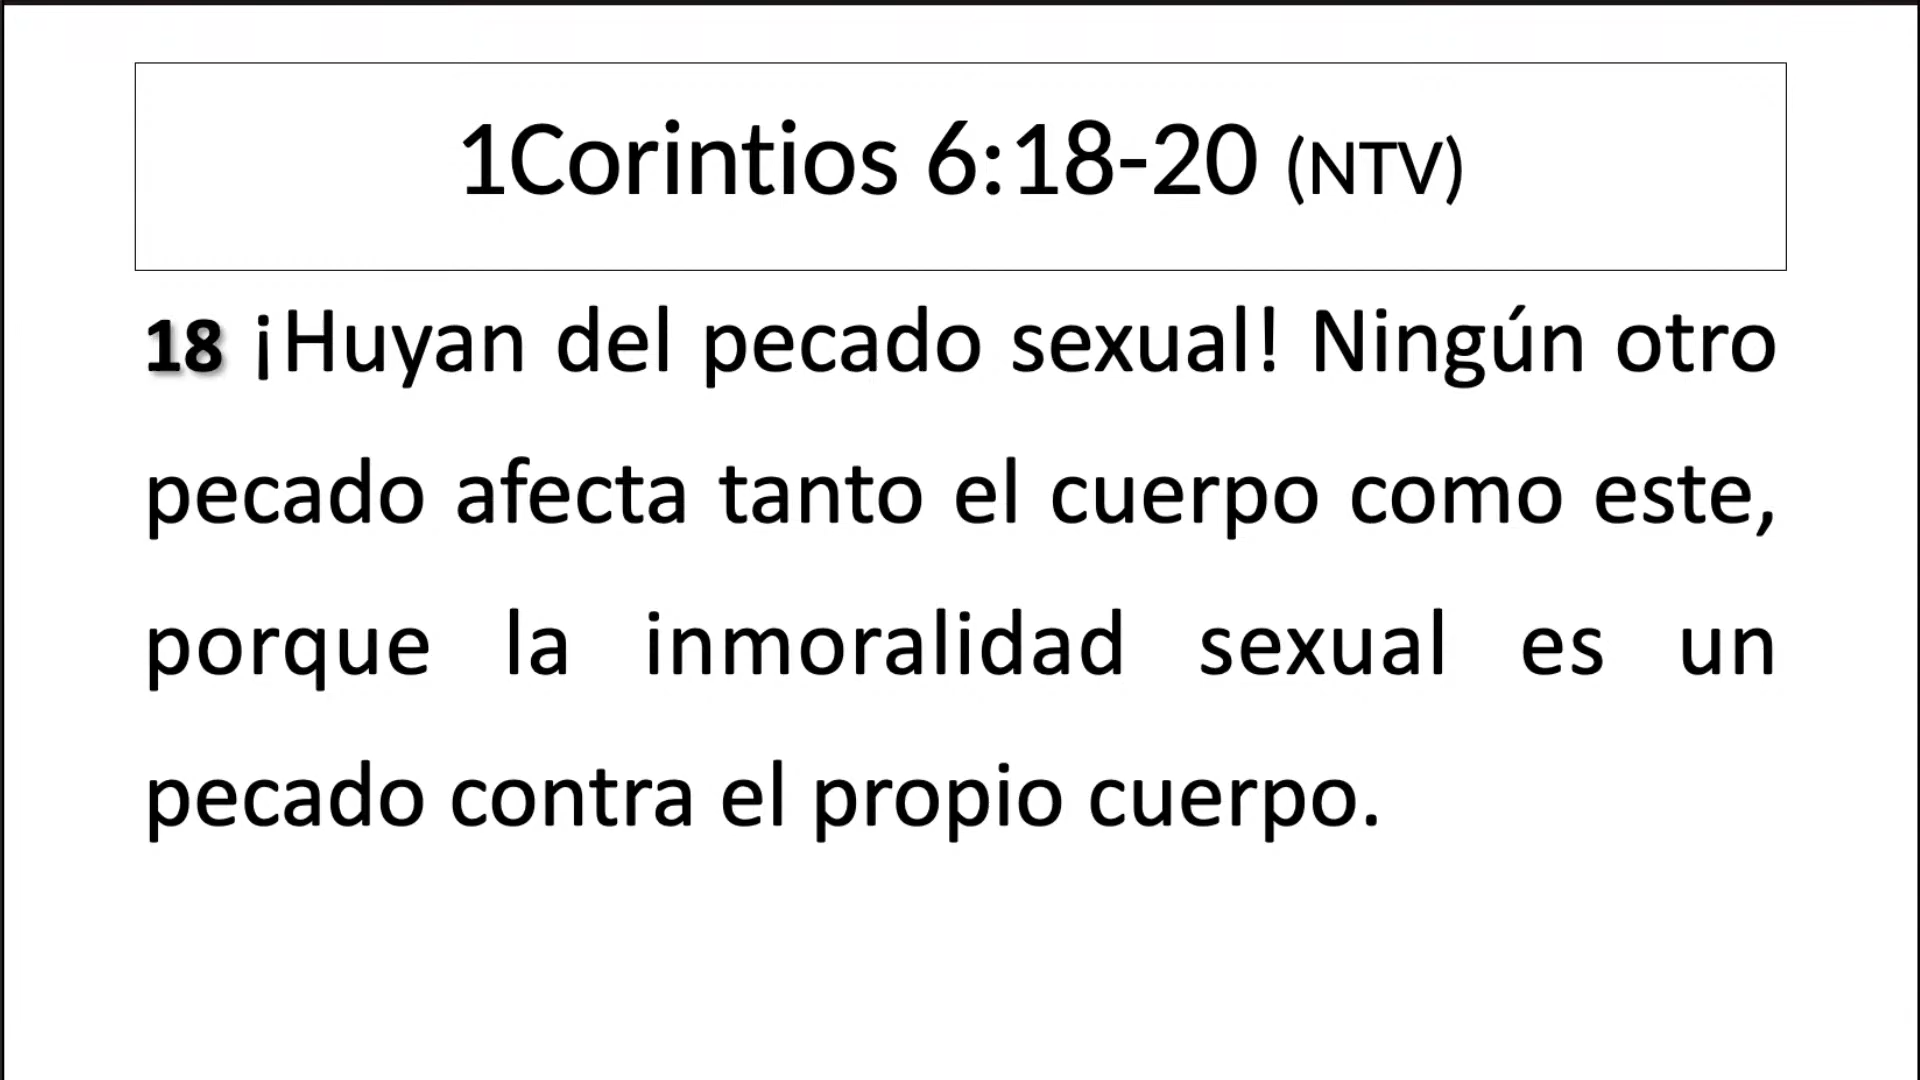 1Corintios 6:18-20 (NTV)
18 ¡Huyan del pecado sexual! Ningún otro
pecado afecta tanto el cuerpo como este,
porque la inmoralidad sexual es un
pecado contra el propio cuerpo.